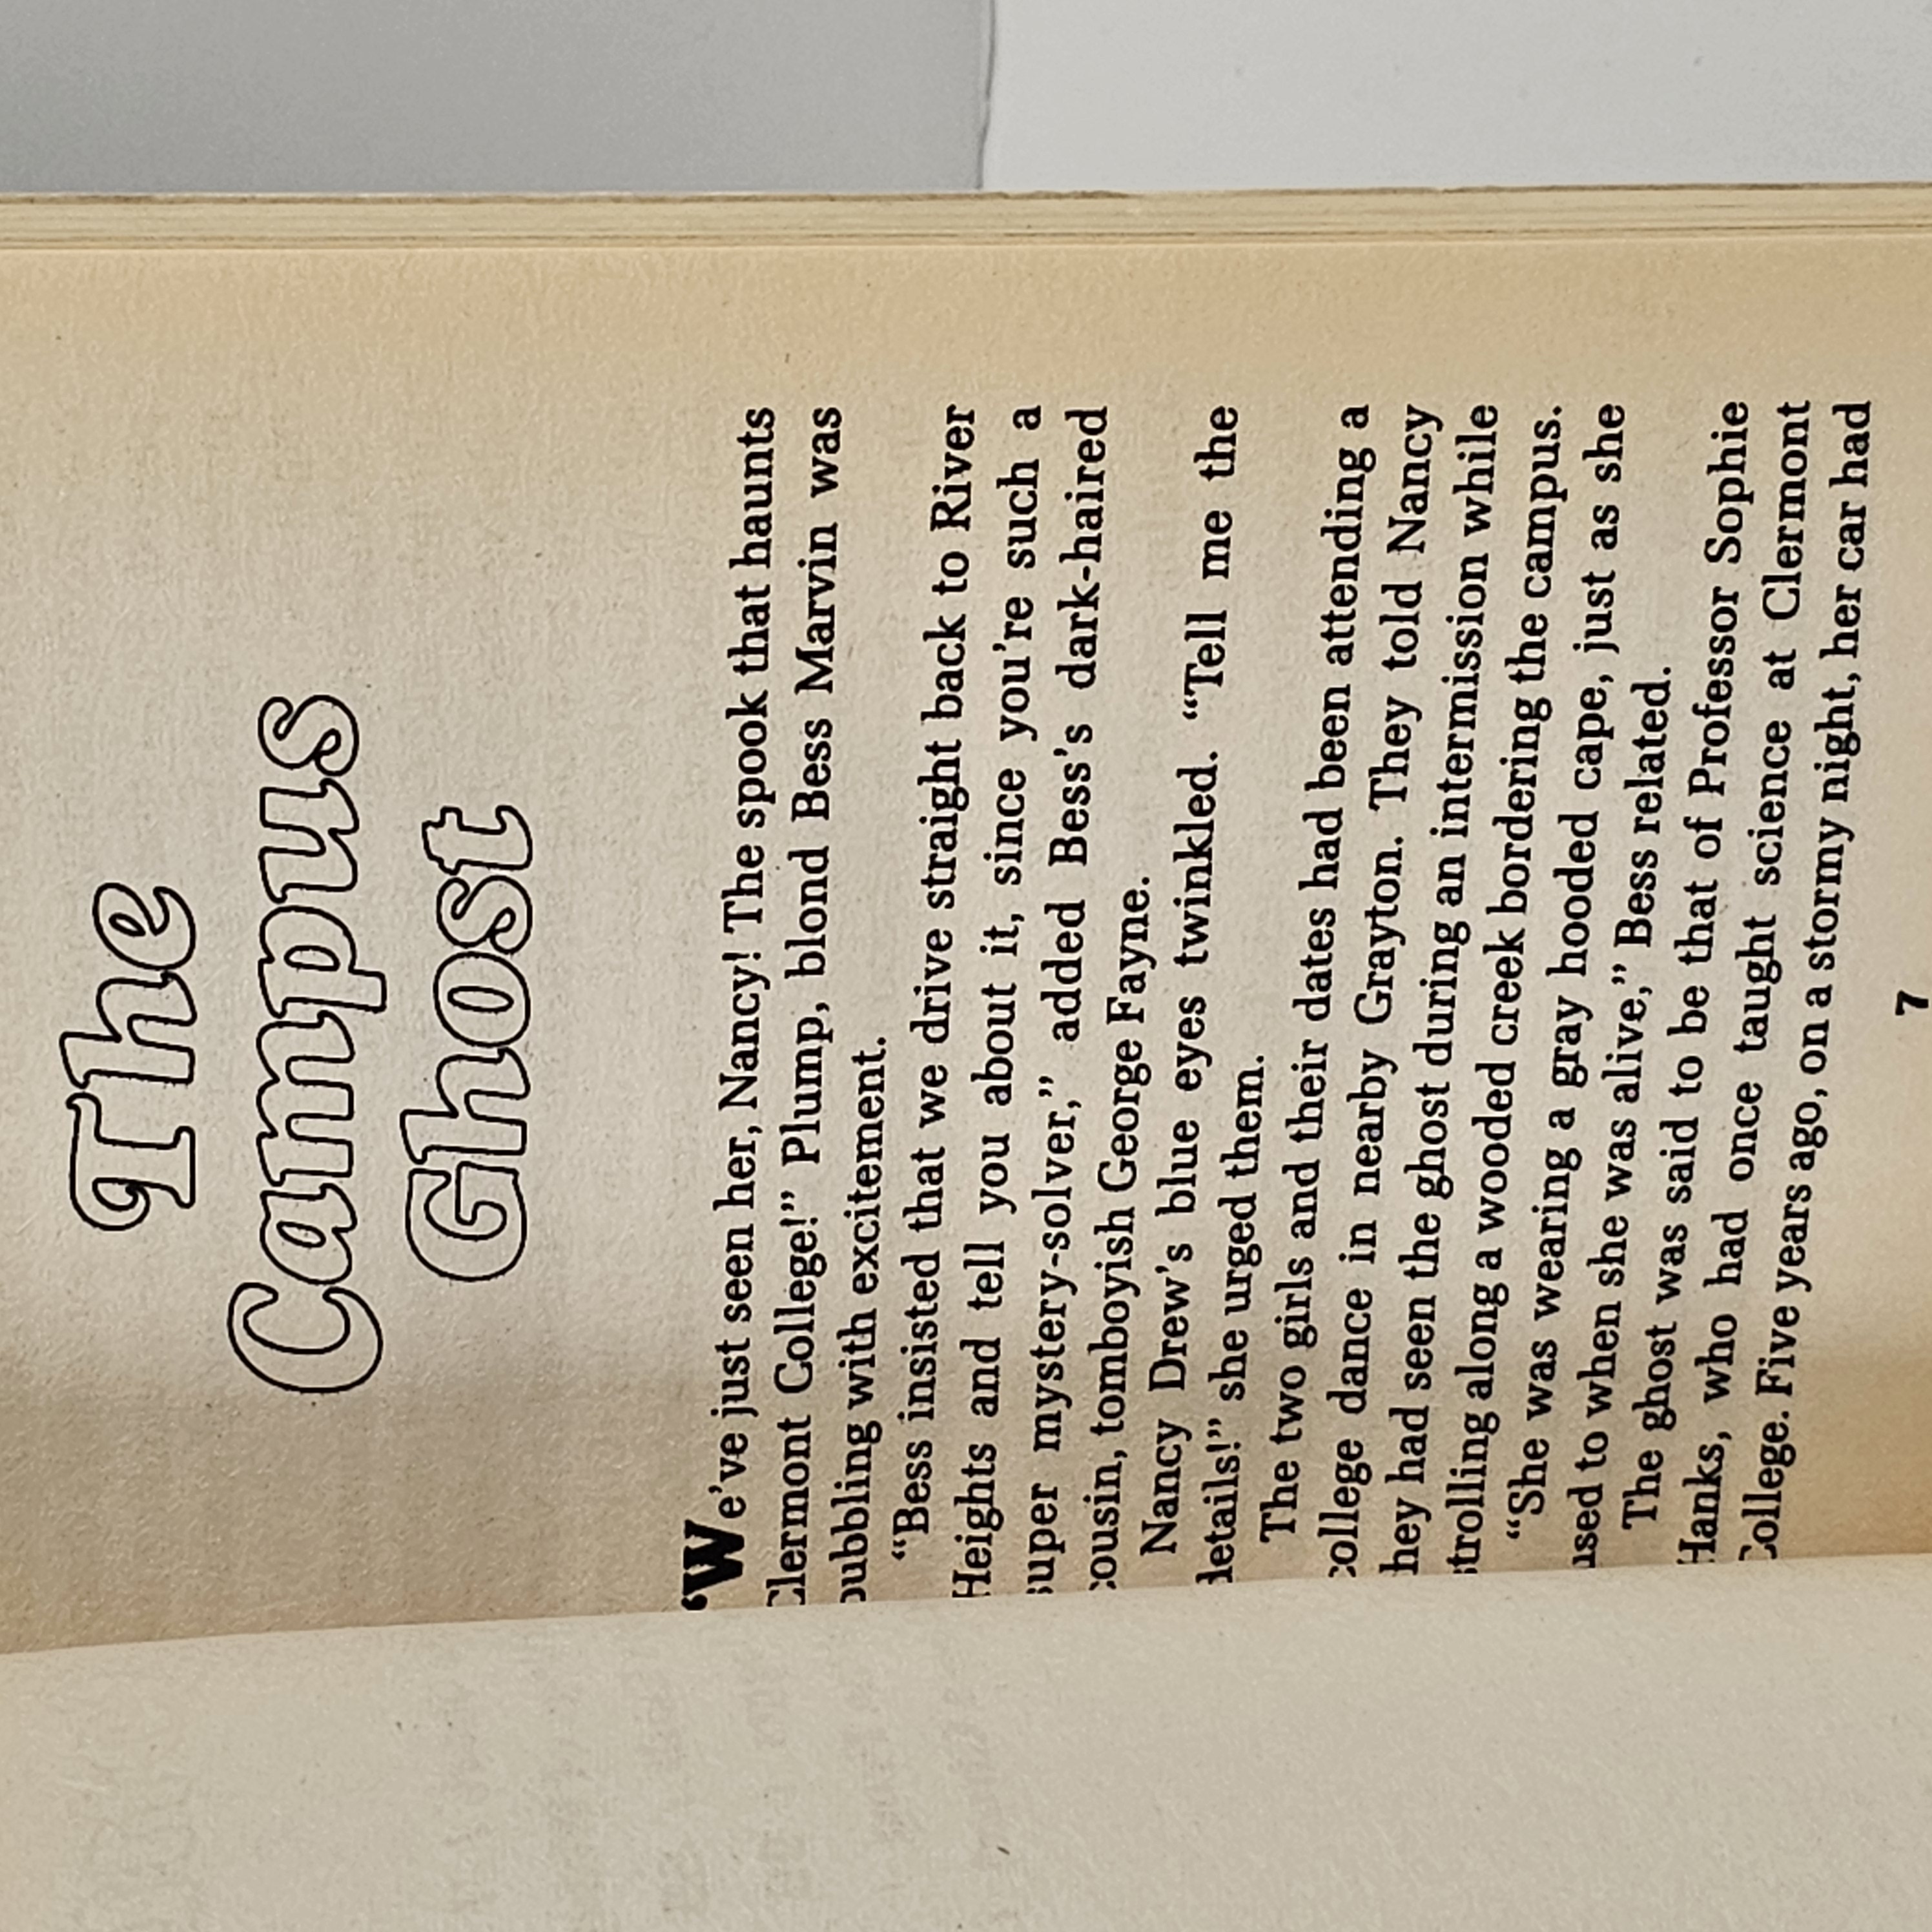 The
Campus
Ghost
‘We’ve just seen her, Nancy! The spook that haunts
Clermont College!” Plump, blond Bess Marvin was
bubbling with excitement.
“Bess insisted that we drive straight back to River
Heights and tell you about it, since you’re such a
super mystery-solver,” added Bess’s dark-haired
cousin, tomboyish George Fayne.
Nancy Drew’s blue eyes twinkled. “Tell me the
details!” she urged them.
The two girls and their dates had been attending a
college dance in nearby Grayton. They told Nancy
they had seen the ghost during an intermission while
strolling along a wooded creek bordering the campus.
“She was wearing a gray hooded cape, just as she
used to when she was alive,” Bess related.
The ghost was said to be that of Professor Sophie
Hanks, who had once taught science at Clermont
College. Five years ago, on a stormy night, her car had
7